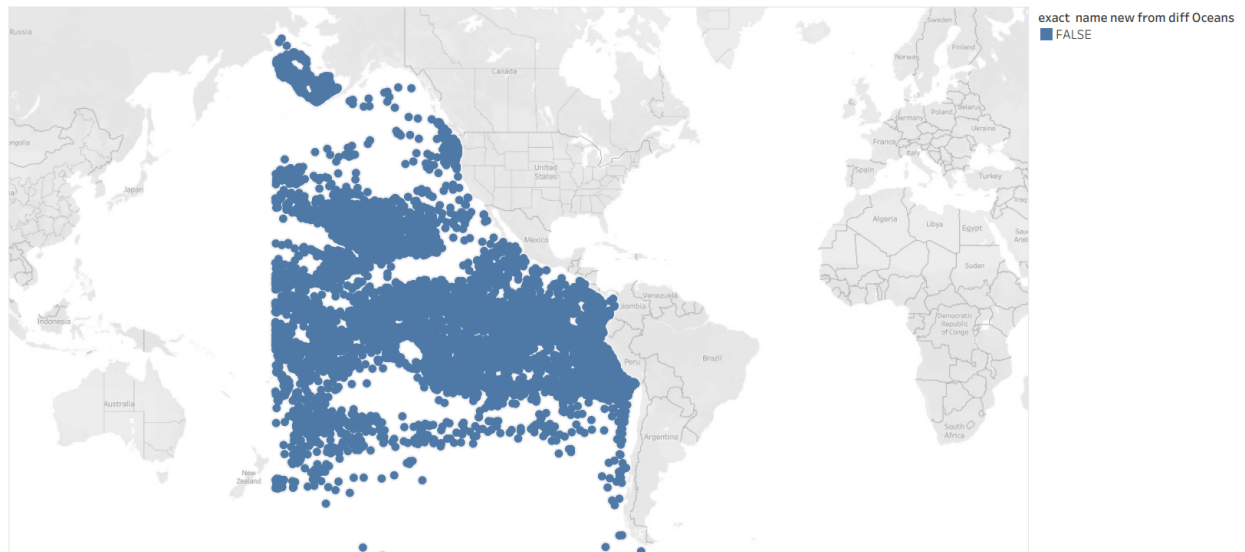 exact name new from diff Oceans
FALSE
Russia
Sweden
Finland
Norway
Canada
Belarus
Poland
Germany
Ukraine
France
Italy
Spain
Turkey
United
States
Japan
Algeria
Libya
Egypt
Mexico
Sudan
Venezuela
Indonesia
Democratic
Republic
of Congo
Peru
Brazil
Australia
South
Africa
Argentina
New
Zealand